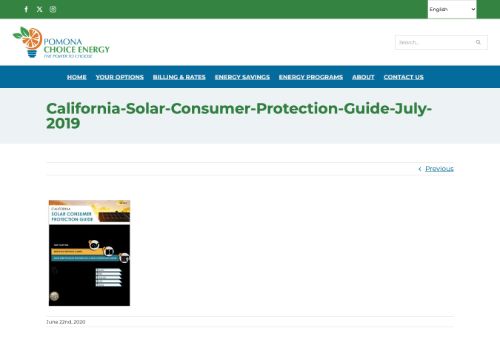 English
POMONA
CHOICE ENERGY
THE POWER TO CHOOSE
Search...
HOME YOUR OPTIONS BILLING & RATES ENERGY SAVINGS ENERGY PROGRAMS ABOUT CONTACT US
California-Solar-Consumer-Protection-Guide-July-
2019
Previous
CALIFORNIA
SOLAR CONSUMER
PROTECTION GUIDE
June 22nd, 2020